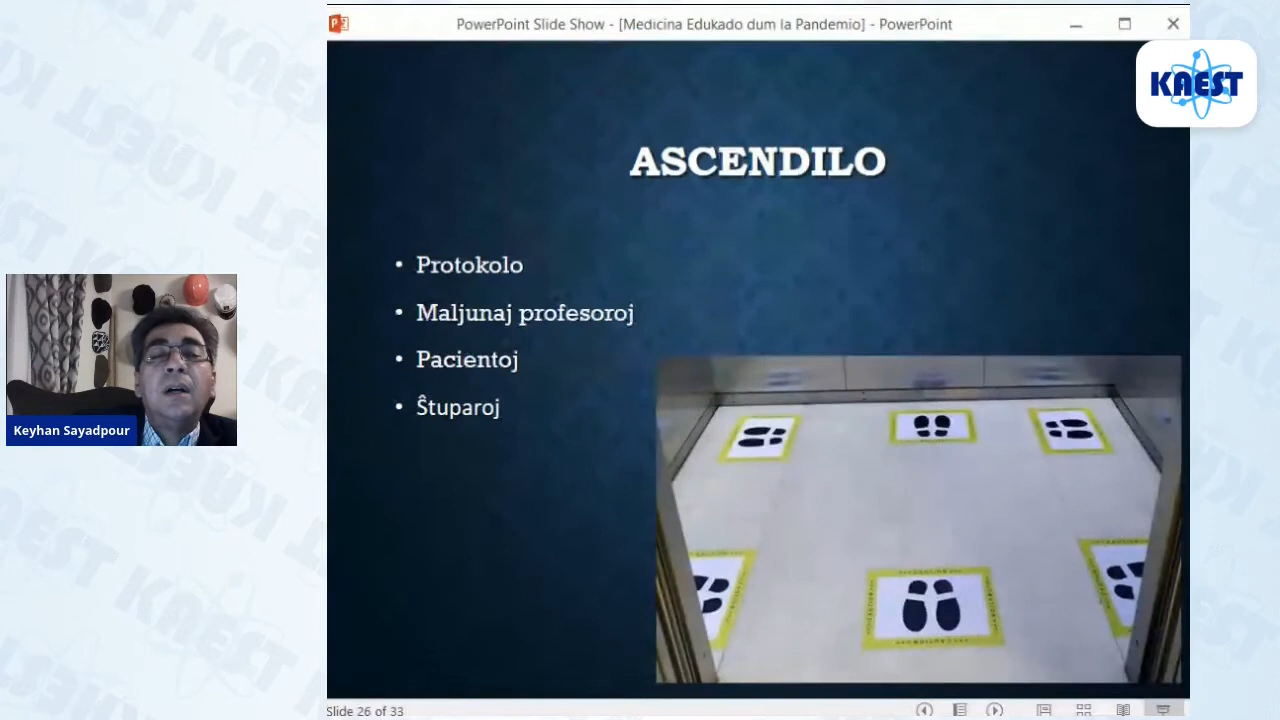 PowerPoint Slide Show - [Medicina Edukado dum la Pandemio] - PowerPoint
KAEST
ASCENDILO
• Protokolo
• Maljunaj profesoroj
• Pacientoj
• Ŝtuparoj
Keyhan Sayadpour
Slide 26 of 33